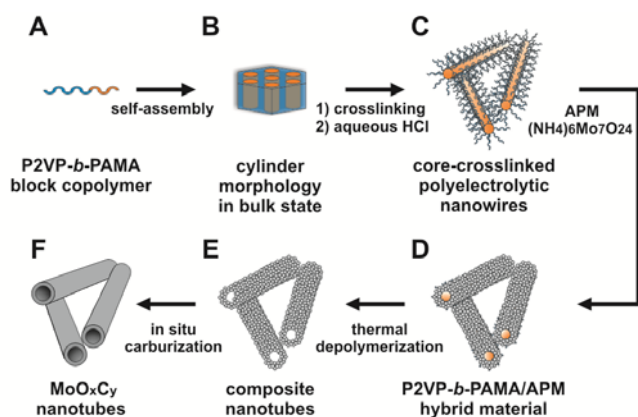 A
B
C
self-assembly
1) crosslinking
2) aqueous HCl
APM
(NH4)6Mo7O24
P2VP-b-PAMA
block copolymer
cylinder
morphology
in bulk state
core-crosslinked
polyelectrolytic
nanowires
F
E
D
in situ
carburization
thermal
depolymerization
MoOxCy
nanotubes
composite
nanotubes
P2VP-b-PAMA/APM
hybrid material